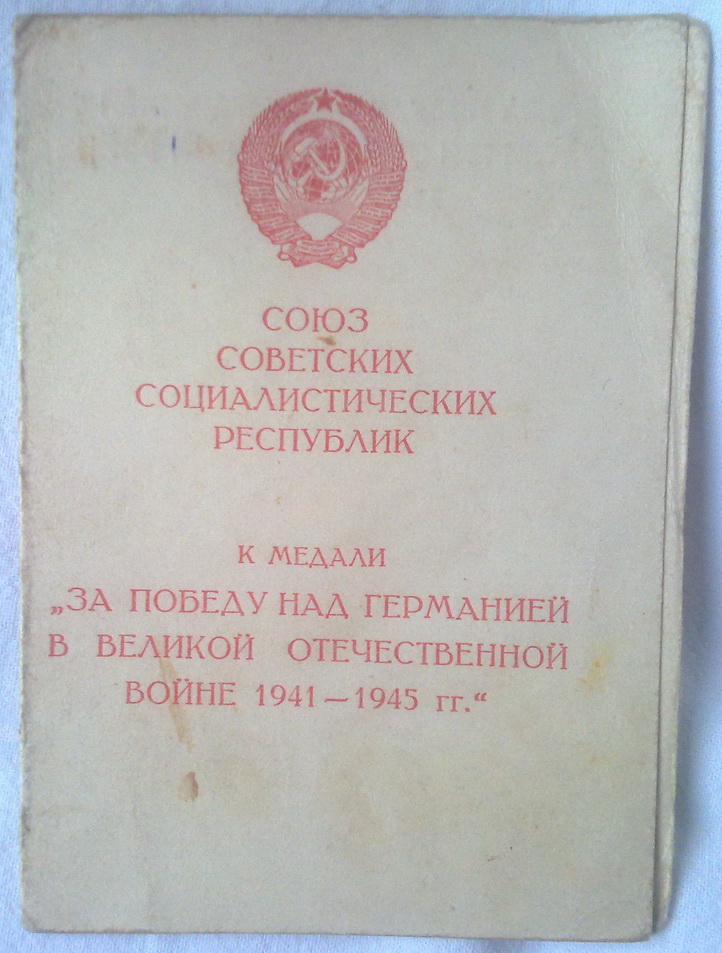 СОЮЗ
СОВЕТСКИХ
СОЦИАЛИСТИЧЕСКИХ
РЕСПУБЛИК
К МЕДАЛИ
„ЗА ПОБЕДУ НАД ГЕРМАНИЕЙ
В ВЕЛИКОЙ ОТЕЧЕСТВЕННОЙ
ВОЙНЕ 1941—1945 гг.“